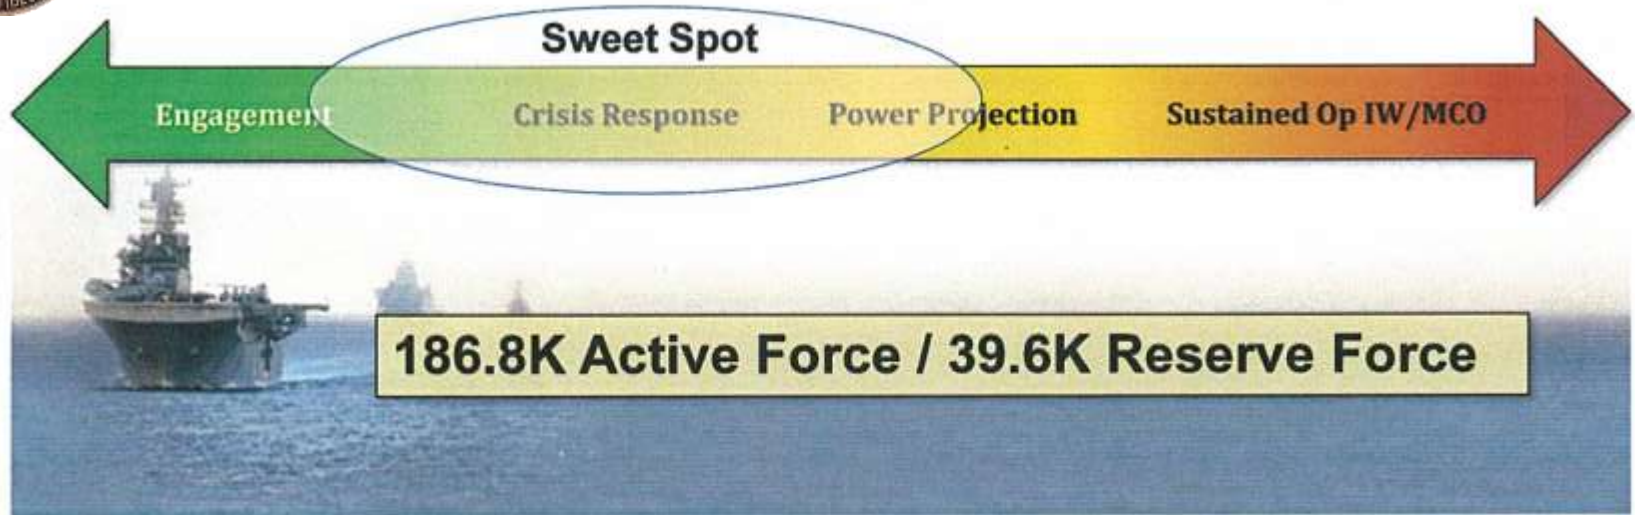 Sweet Spot
Engagement Crisis Response Power Projection Sustained Op IW/MCO
186.8K Active Force / 39.6K Reserve Force